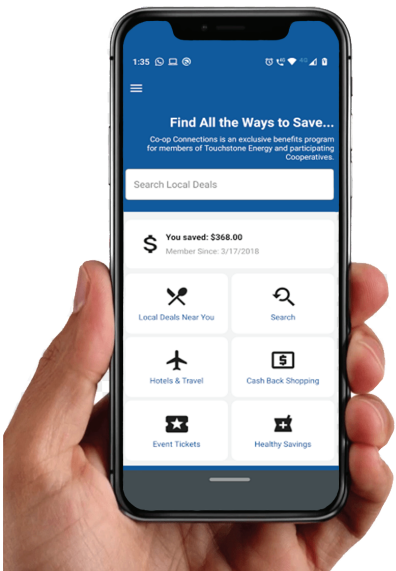 1:35
4G
Find All the Ways to Save...
Co-op Connections is an exclusive benefits program
for members of Touchstone Energy and participating
Cooperatives.
Search Local Deals
$ You saved: $368.00
Member Since: 3/17/2018
Local Deals Near You
Search
$
Hotels & Travel
Cash Back Shopping
Event Tickets
Healthy Savings